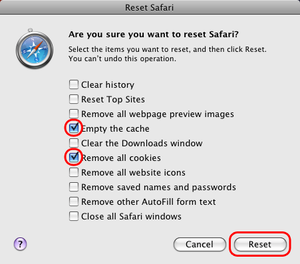 Reset Safari
Are you sure you want to reset Safari?
Select the items you want to reset, and then click Reset.
You can't undo this operation.
Clear history
Reset Top Sites
Remove all webpage preview images
Empty the cache
Clear the Downloads window
Remove all cookies
Remove all website icons
Remove saved names and passwords
Remove other AutoFill form text
Close all Safari windows
? Cancel Reset